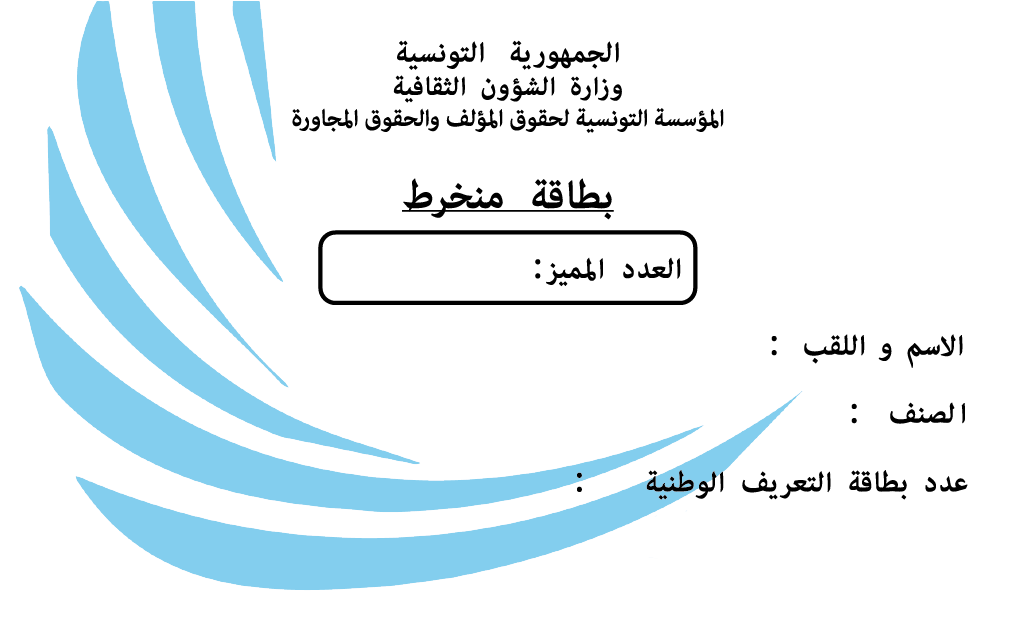 الجمهورية التونسية
وزارة الشؤون الثقافية
المؤسسة التونسية لحقوق المؤلف والحقوق المجاورة
بطاقة منخرط
العدد المميز:
الاسم و اللقب :
الصنف :
عدد بطاقة التعريف الوطنية :